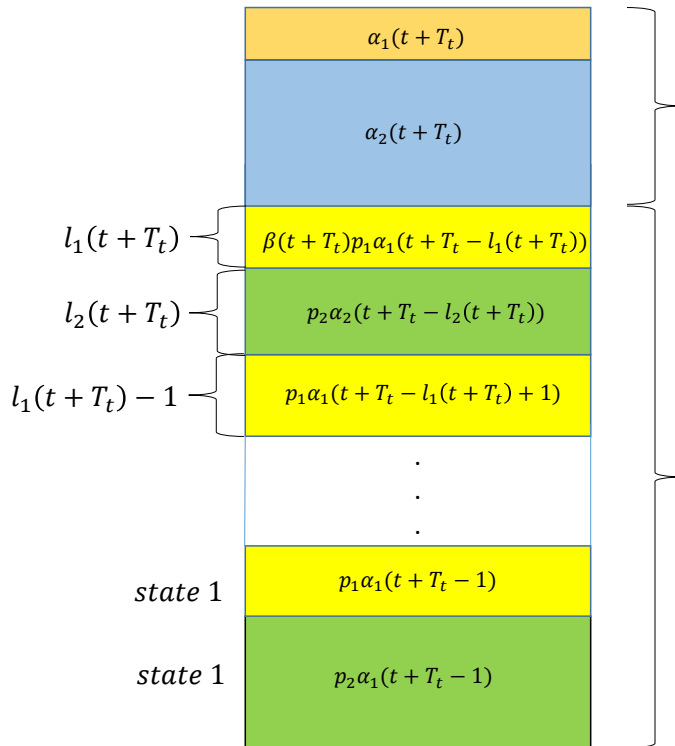 α₁(t + Tₜ)
α₂(t + Tₜ)
l₁(t + Tₜ)
β(t + Tₜ)p₁α₁(t + Tₜ − l₁(t + Tₜ))
l₂(t + Tₜ)
p₂α₂(t + Tₜ − l₂(t + Tₜ))
l₁(t + Tₜ) − 1
p₁α₁(t + Tₜ − l₁(t + Tₜ) + 1)
.
.
.
state 1
p₁α₁(t + Tₜ − 1)
state 1
p₂α₁(t + Tₜ − 1)